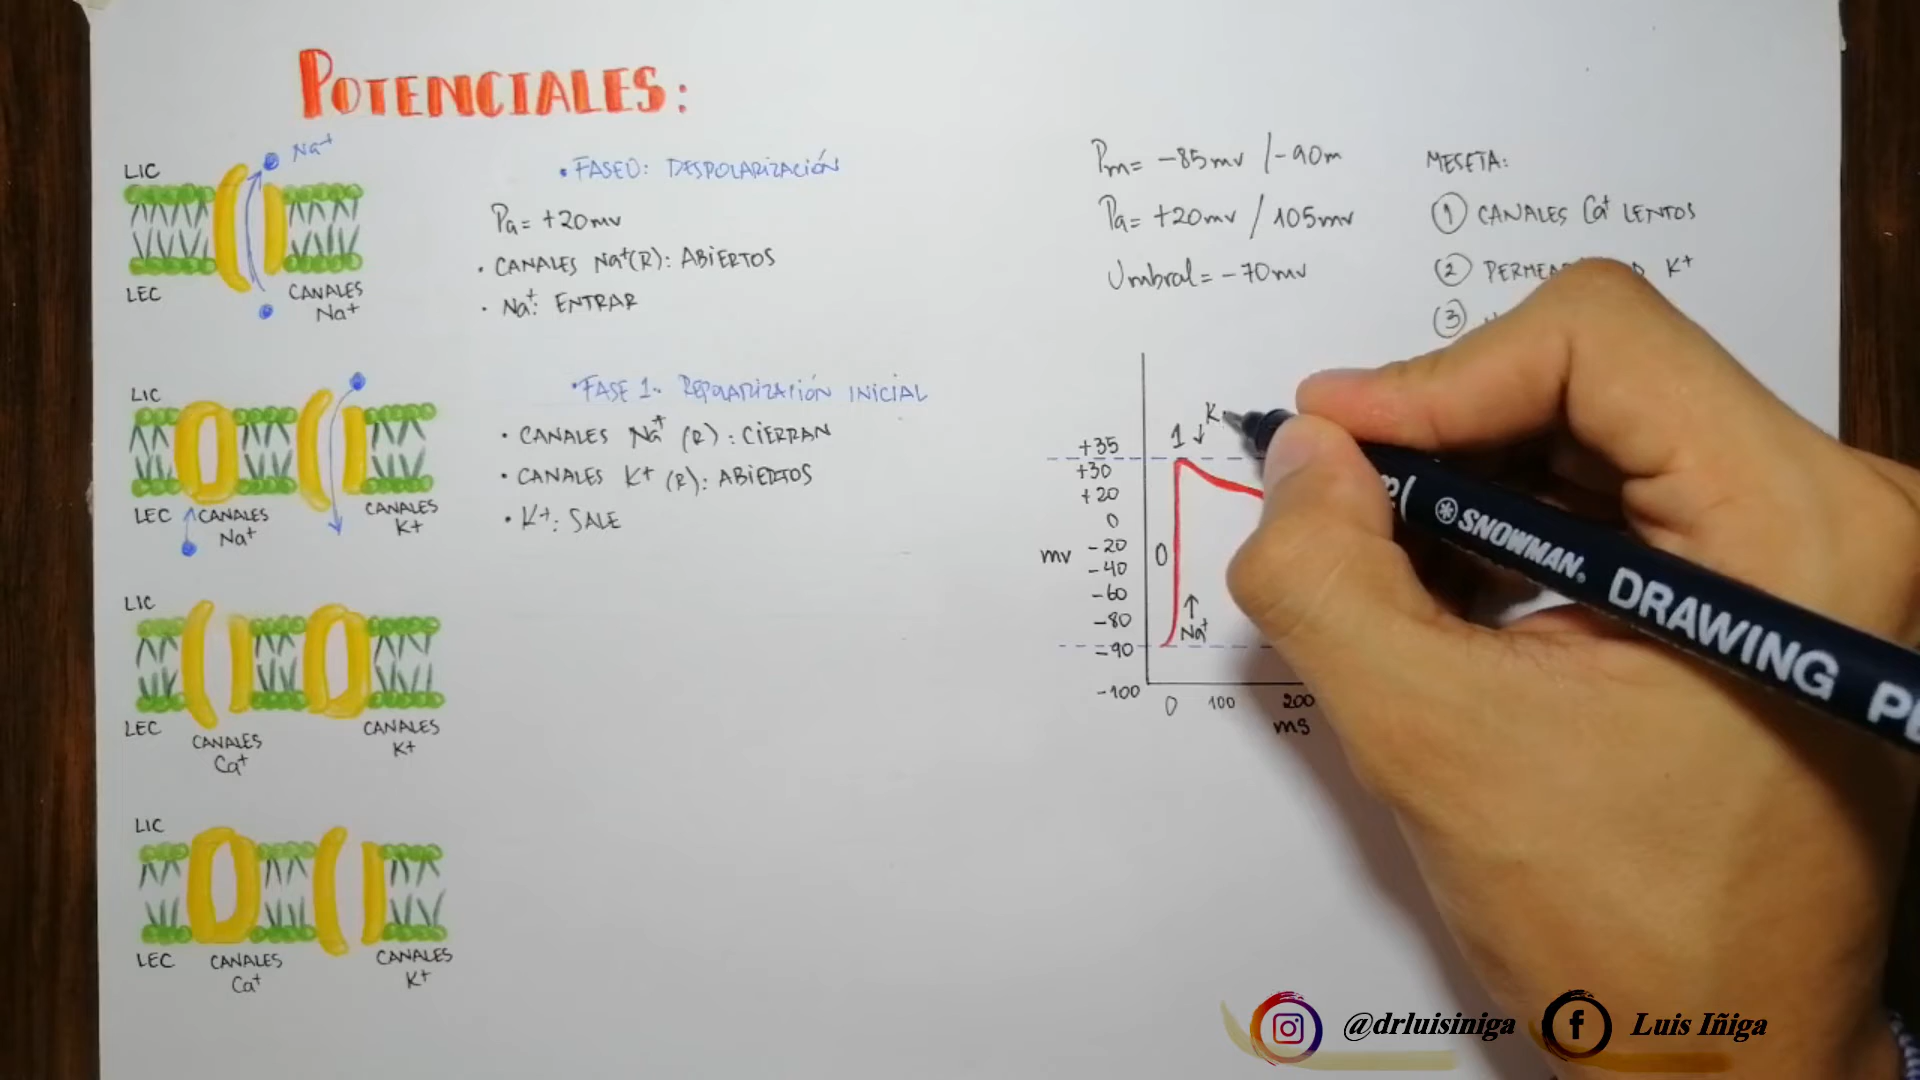 POTENCIALES:
LIC
Na+
LEC
CANALES
Na+
• FASE 0: DESPOLARIZACIÓN
Pa= +20mv
• CANALES Na+(R): ABIERTOS
• Na+: ENTRAR
LIC
LEC
CANALES
Na+
CANALES
K+
• FASE 1.- REPOLARIZACIÓN INICIAL
• CANALES Na+ (R): CIERRAN
• CANALES K+ (R): ABIERTOS
• K+: SALE
LIC
LEC
CANALES
Ca+
CANALES
K+
LIC
LEC
CANALES
Ca+
CANALES
K+
Pm= -85mv /-90m
Pa= +20mv / 105mv
Umbral= -70mv
MESETA:
① CANALES Ca+ LENTOS
② K+
③
1 ↓ K
+35
+30
+20
0
-20
mv
-40
-60
-80
-90
-100
0
↑
Na+
0 100 200
ms
❄SNOWMAN. DRAWING PE
@drluisiniga
Luis Iñiga